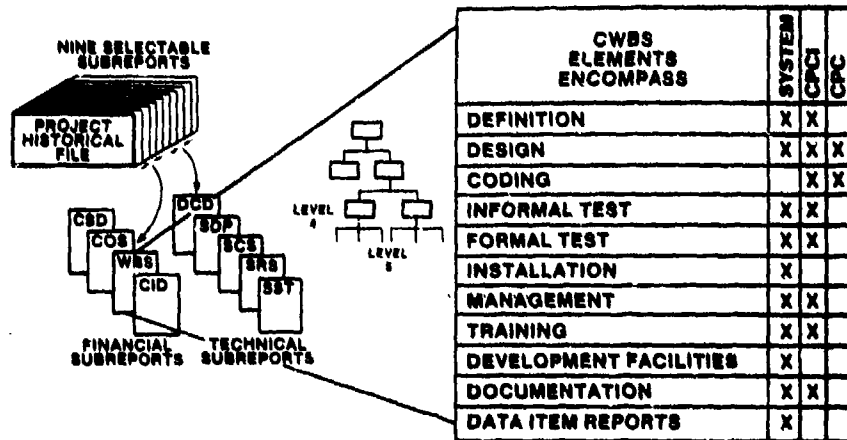 NINE SELECTABLE
SUBREPORTS
PROJECT
HISTORICAL
FILE
CSD
COS
WBS
CID
DCD
SDP
SCS
SRS
SST
FINANCIAL
SUBREPORTS
TECHNICAL
SUBREPORTS
LEVEL
4
LEVEL
5
CWBS
ELEMENTS
ENCOMPASS
SYSTEM
CPCI
CPC
DEFINITION X X
DESIGN X X X
CODING X X
INFORMAL TEST X X
FORMAL TEST X X
INSTALLATION X
MANAGEMENT X X
TRAINING X X
DEVELOPMENT FACILITIES X
DOCUMENTATION X X
DATA ITEM REPORTS X